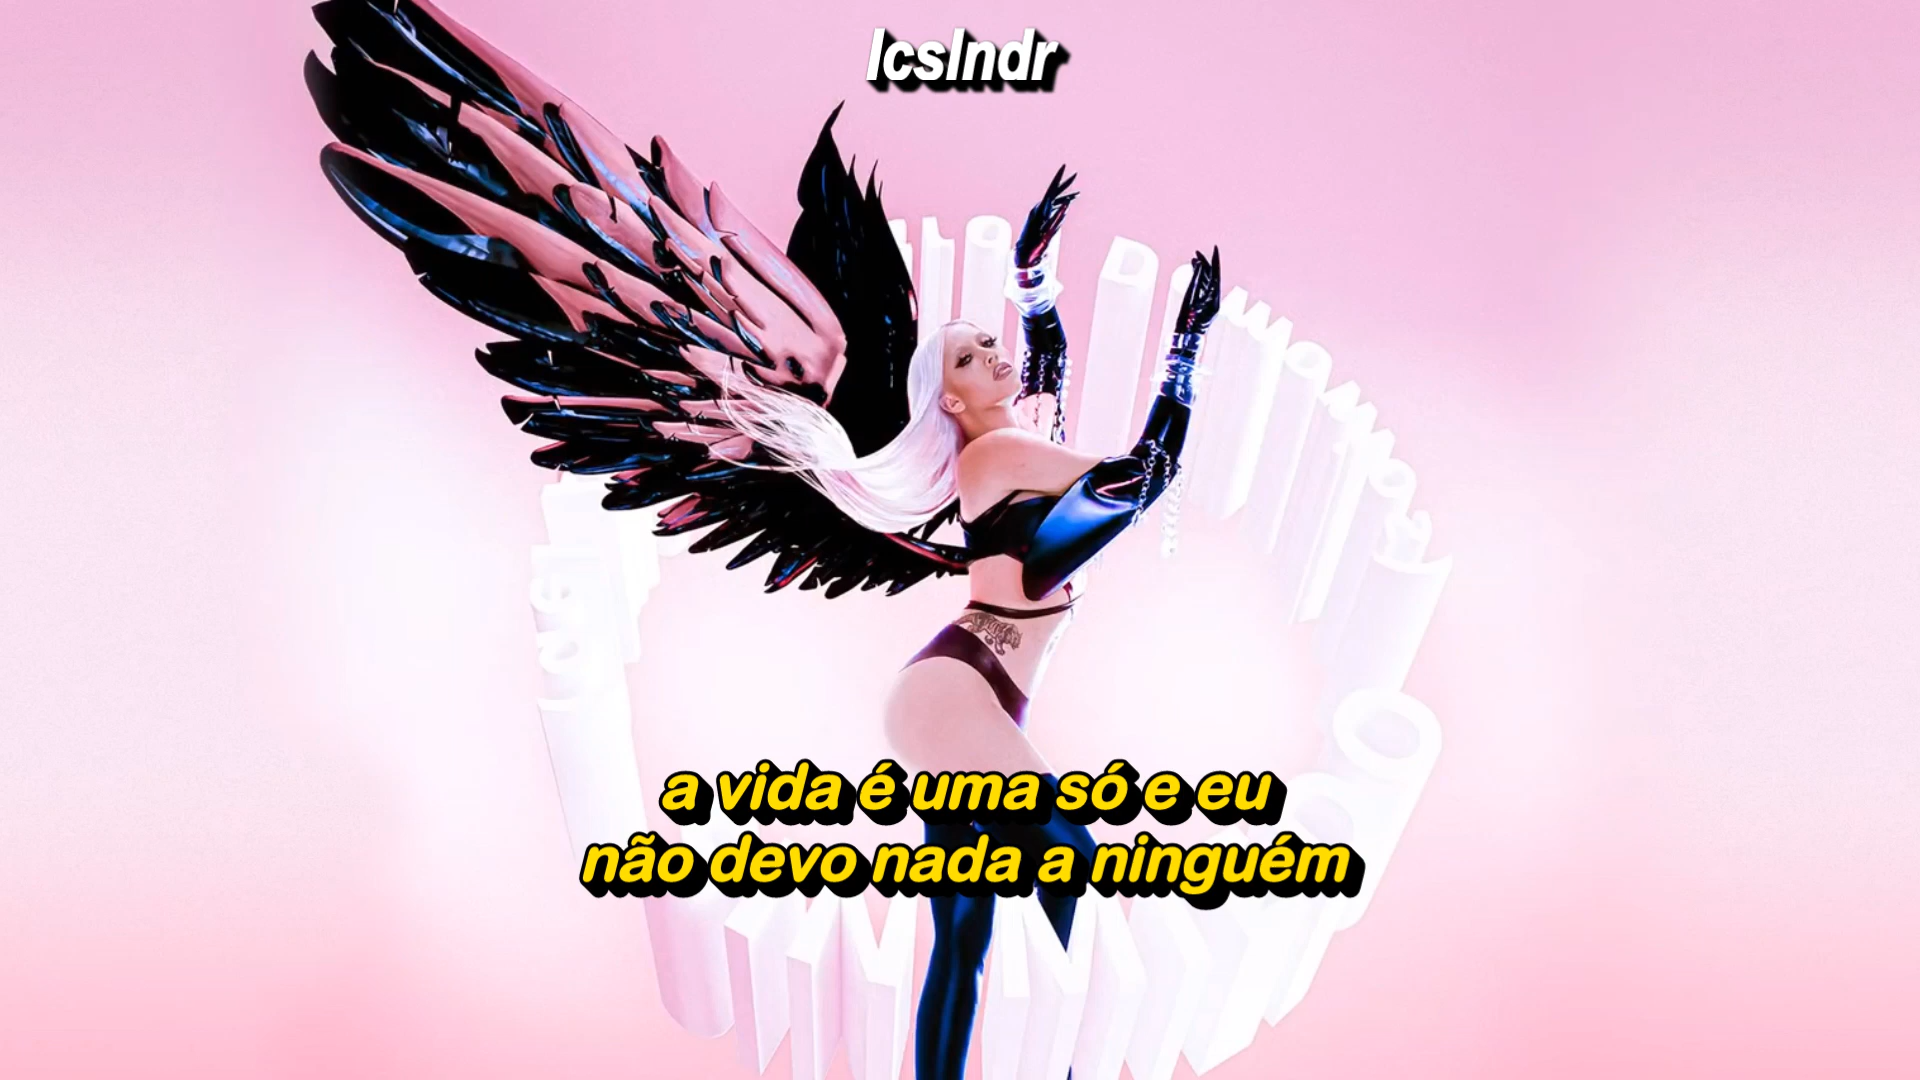 lcslndr
a vida é uma só e eu
não devo nada a ninguém